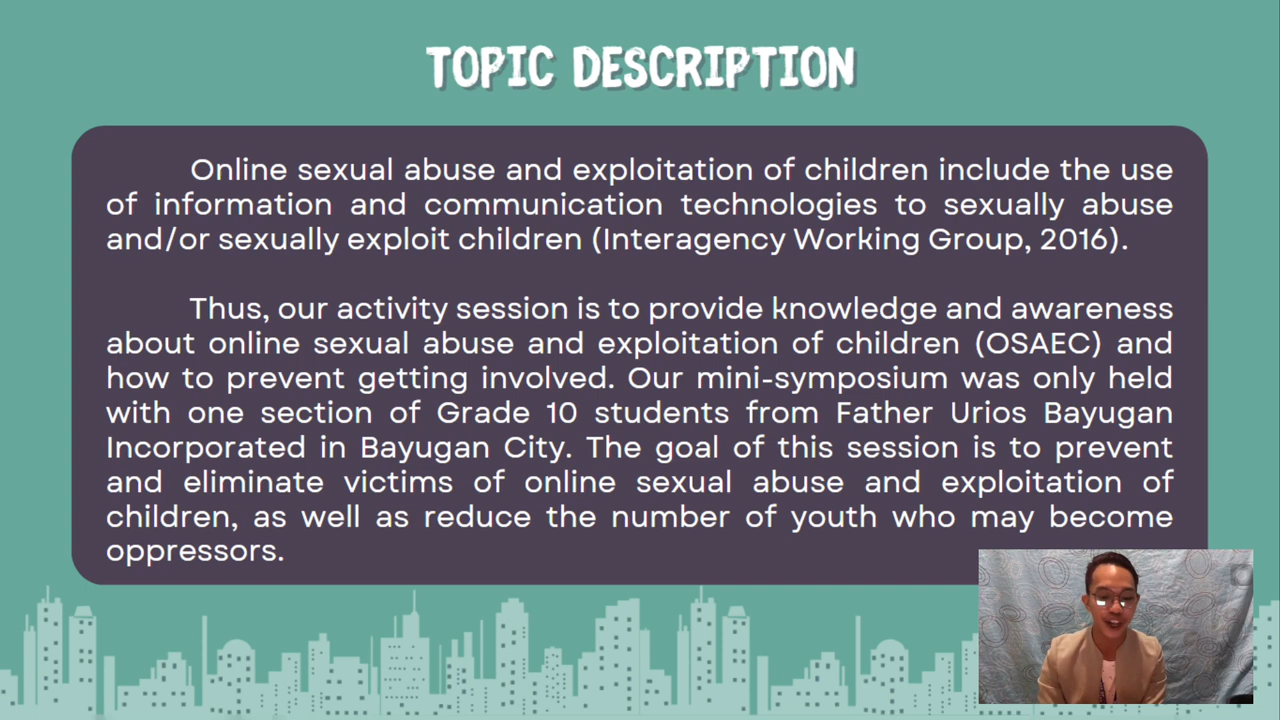 TOPIC DESCRIPTION
Online sexual abuse and exploitation of children include the use
of information and communication technologies to sexually abuse
and/or sexually exploit children (Interagency Working Group, 2016).
Thus, our activity session is to provide knowledge and awareness
about online sexual abuse and exploitation of children (OSAEC) and
how to prevent getting involved. Our mini-symposium was only held
with one section of Grade 10 students from Father Urios Bayugan
Incorporated in Bayugan City. The goal of this session is to prevent
and eliminate victims of online sexual abuse and exploitation of
children, as well as reduce the number of youth who may become
oppressors.